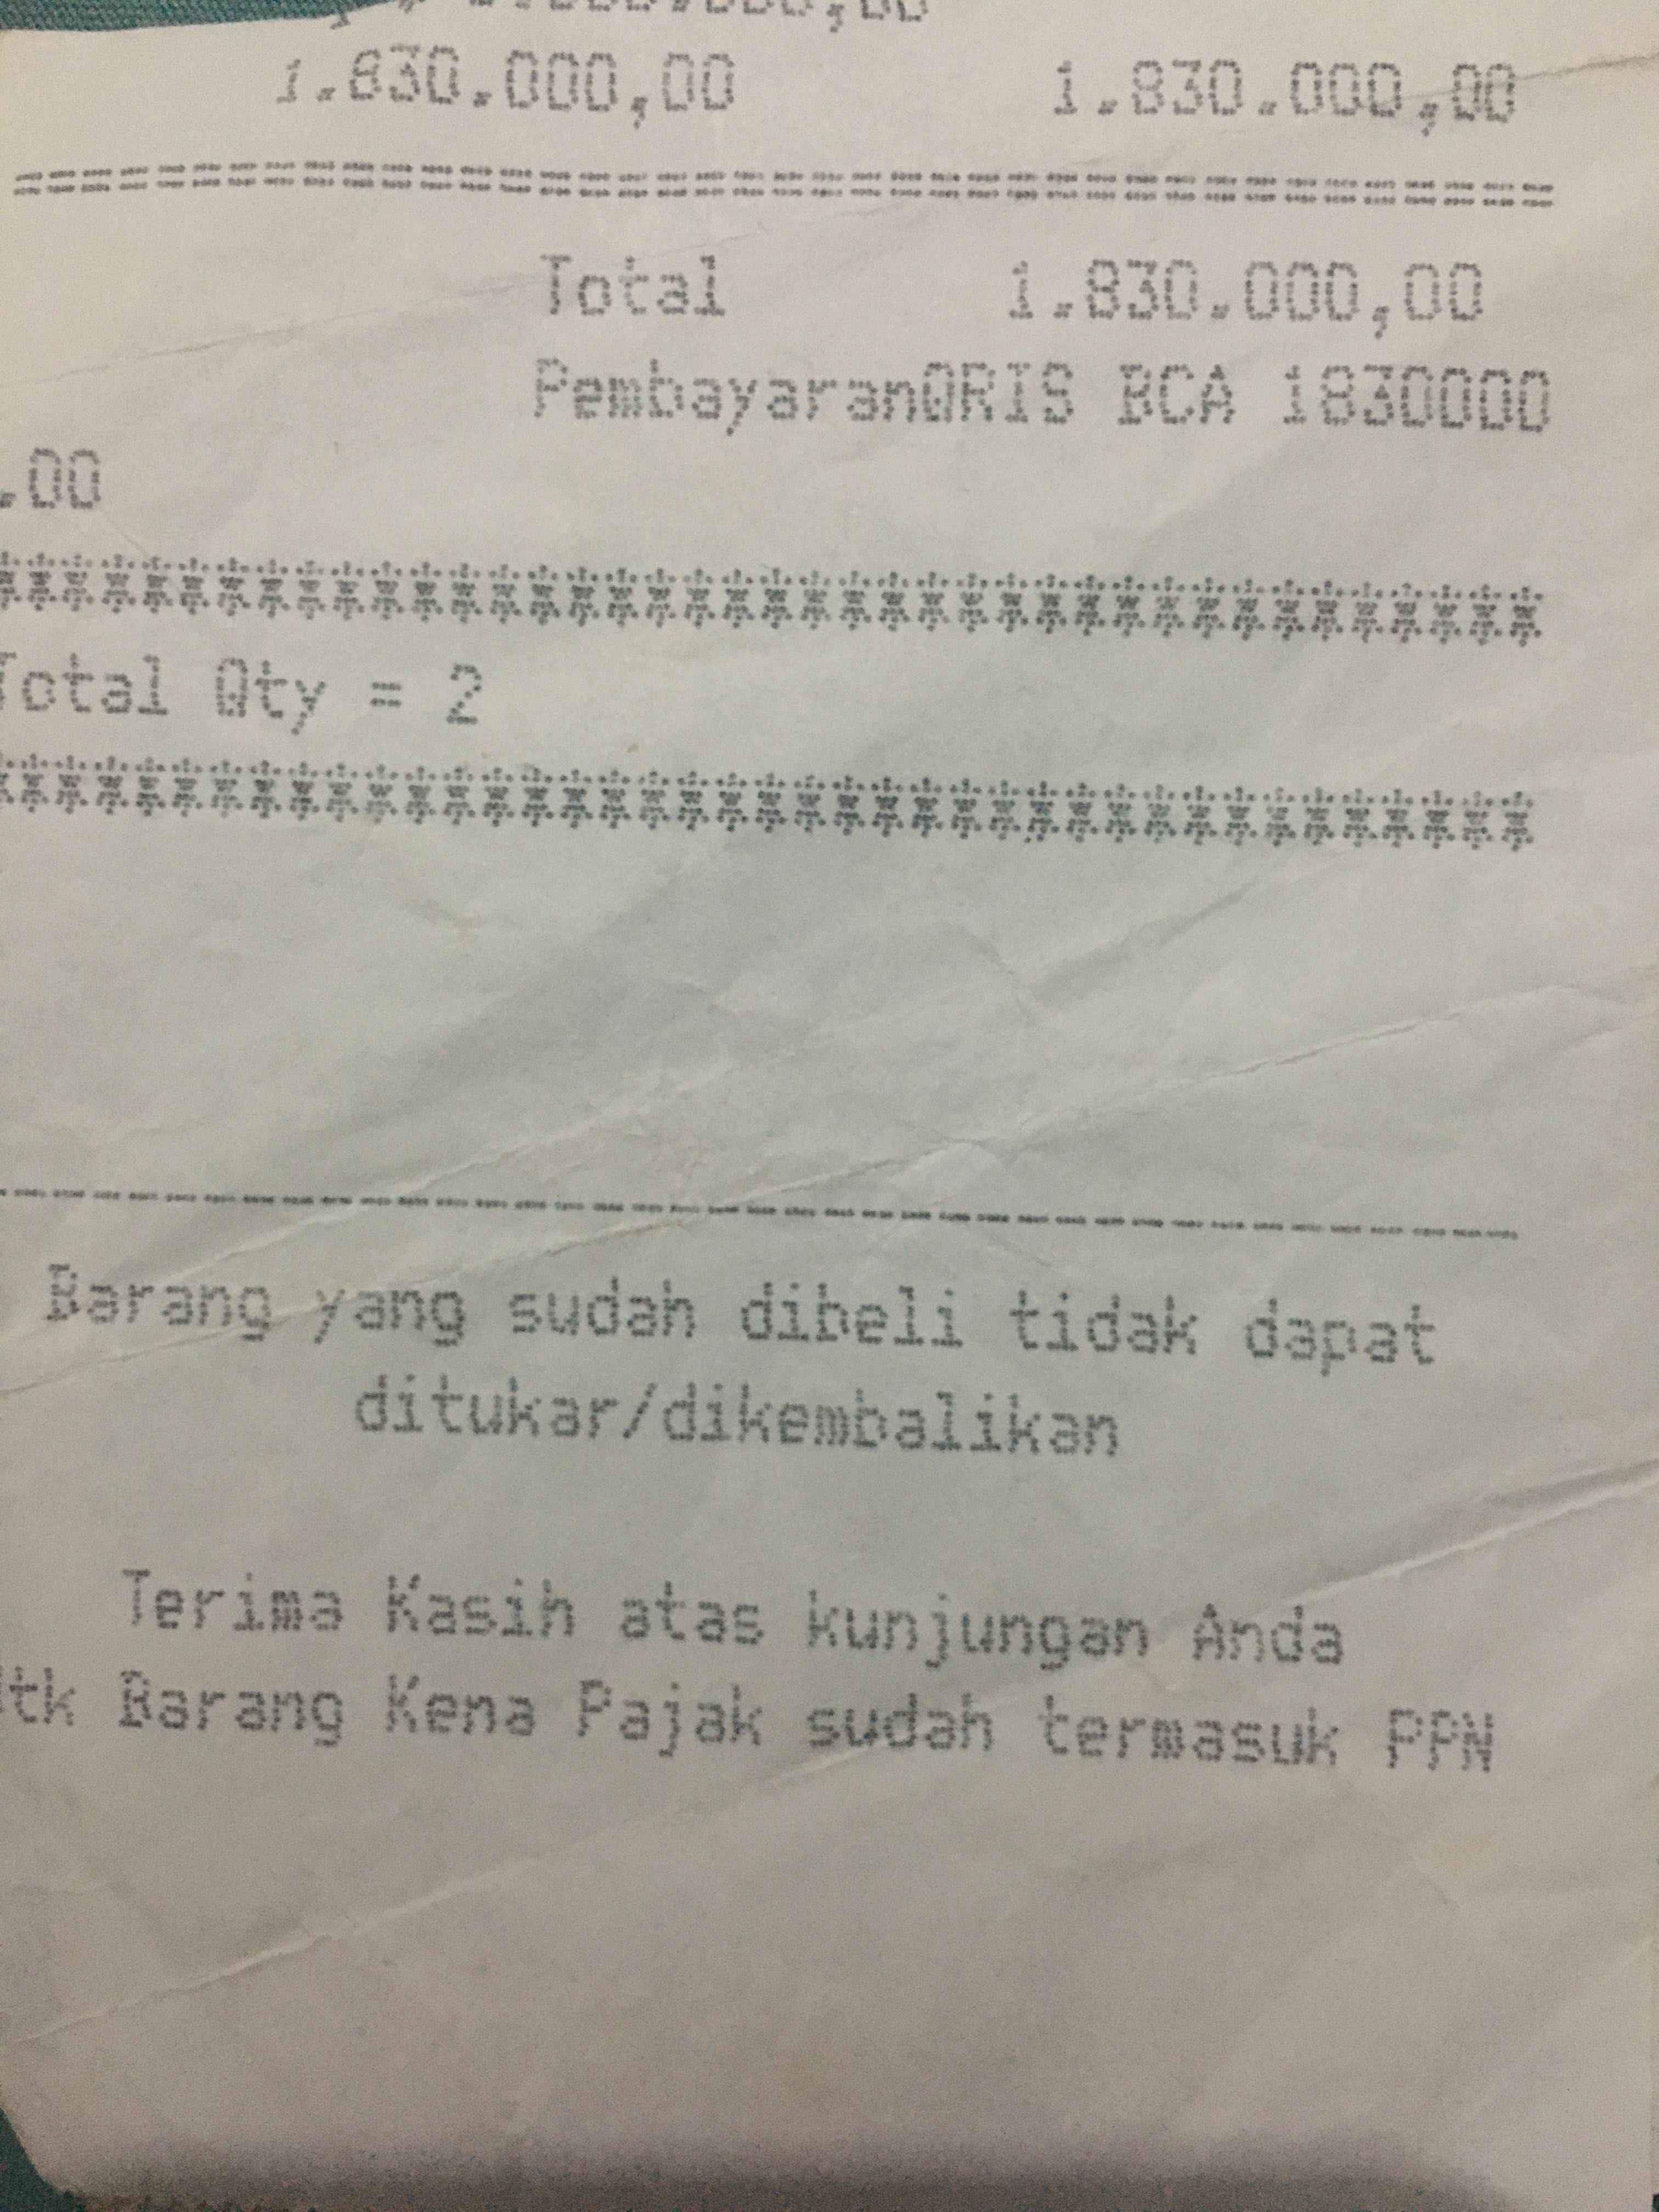 1.830.000,00 1.830.000,00
Total 1.830.000,00
PembayaranQRIS BCA 1830000
.00
Total Qty = 2
Barang yang sudah dibeli tidak dapat
ditukar/dikembalikan
Terima Kasih atas kunjungan Anda
Barang Kena Pajak sudah termasuk PPN